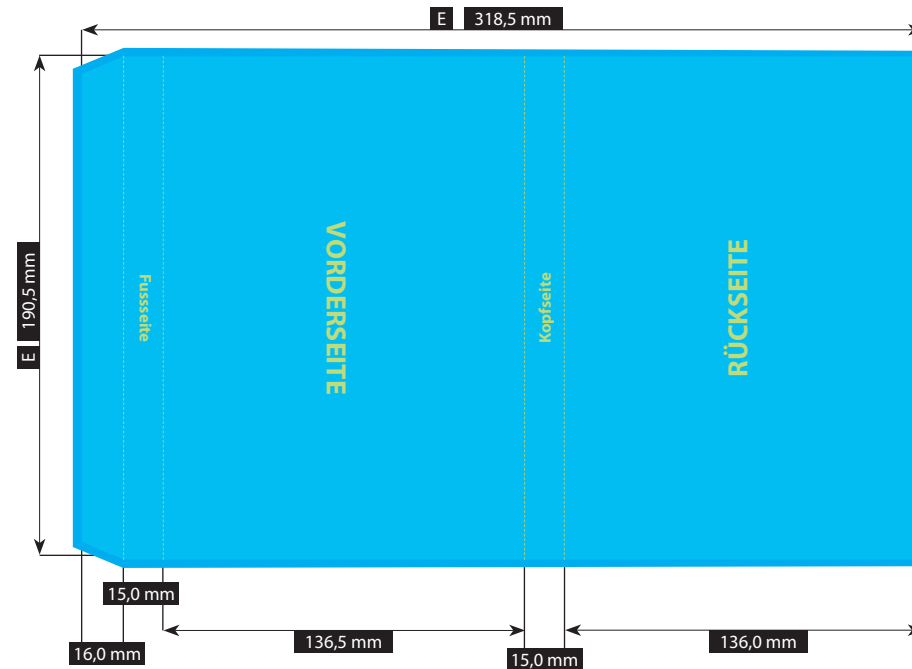 E 318,5 mm
E 190,5 mm
Fussseite
VORDERSEITE
Kopfseite
RÜCKSEITE
15,0 mm
16,0 mm
136,5 mm
15,0 mm
136,0 mm